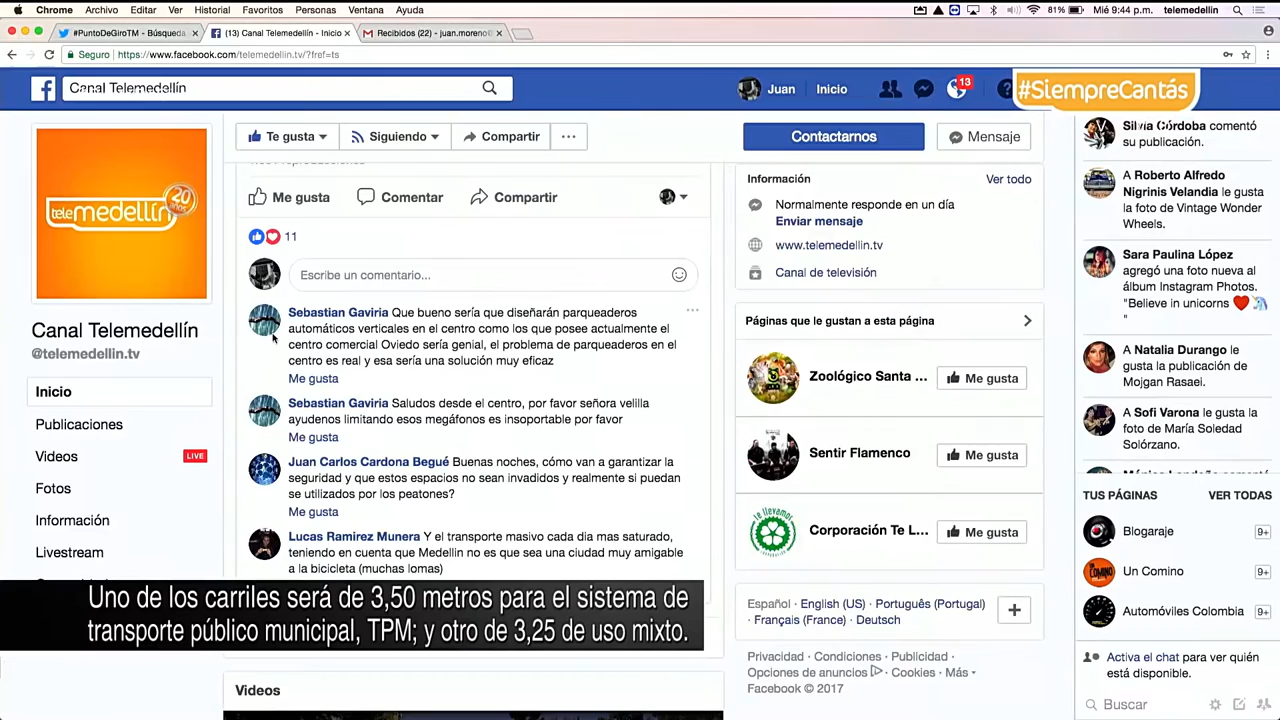 Chrome Archivo Editar Ver Historial Favoritos Personas Ventana Ayuda
81% Mié 9:44 p. m. telemedellin
#PuntoDeGiroTM - Búsqueda
(13) Canal Telemedellín - Inicio
Recibidos (22) - juan.moreno
Seguro https://www.facebook.com/telemedellin.tv/?fref=ts
Canal Telemedellín
Juan Inicio
13
#SiempreCantás
tele medellín
20 años
Canal Telemedellín
@telemedellin.tv
Inicio
Publicaciones
Videos LIVE
Fotos
Información
Livestream
Te gusta Siguiendo Compartir ...
Me gusta Comentar Compartir
11
Escribe un comentario...
Sebastian Gaviria Que bueno sería que diseñarán parqueaderos
automáticos verticales en el centro como los que posee actualmente el
centro comercial Oviedo sería genial, el problema de parqueaderos en el
centro es real y esa sería una solución muy eficaz
Me gusta
Sebastian Gaviria Saludos desde el centro, por favor señora velilla
ayudenos limitando esos megáfonos es insoportable por favor
Me gusta
Juan Carlos Cardona Begué Buenas noches, cómo van a garantizar la
seguridad y que estos espacios no sean invadidos y realmente si puedan
se utilizados por los peatones?
Me gusta
Lucas Ramirez Munera Y el transporte masivo cada dia mas saturado,
teniendo en cuenta que Medellin no es que sea una ciudad muy amigable
a la bicicleta (muchas lomas)
Uno de los carriles será de 3,50 metros para el sistema de
transporte público municipal, TPM; y otro de 3,25 de uso mixto.
Videos
Contactarnos Mensaje
Información Ver todo
Normalmente responde en un día
Enviar mensaje
www.telemedellin.tv
Canal de televisión
Páginas que le gustan a esta página
Zoológico Santa ... Me gusta
Sentir Flamenco Me gusta
Corporación Te L... Me gusta
Español · English (US) · Português (Portugal) ·
Français (France) · Deutsch
Privacidad · Condiciones · Publicidad ·
Opciones de anuncios · Cookies · Más
Facebook © 2017
Silvia Córdoba comentó
su publicación.
A Roberto Alfredo
Nigrinis Velandia le gusta
la foto de Vintage Wonder
Wheels.
Sara Paulina López
agregó una foto nueva al
álbum Instagram Photos.
"Believe in unicorns ❤️🦄
"
A Natalia Durango le
gusta la publicación de
Mojgan Rasaei.
A Sofi Varona le gusta la
foto de María Soledad
Solórzano.
TUS PÁGINAS VER TODAS
Blogaraje 9+
Un Comino 9+
Automóviles Colombia 9+
Activa el chat para ver quién
está disponible.
Buscar